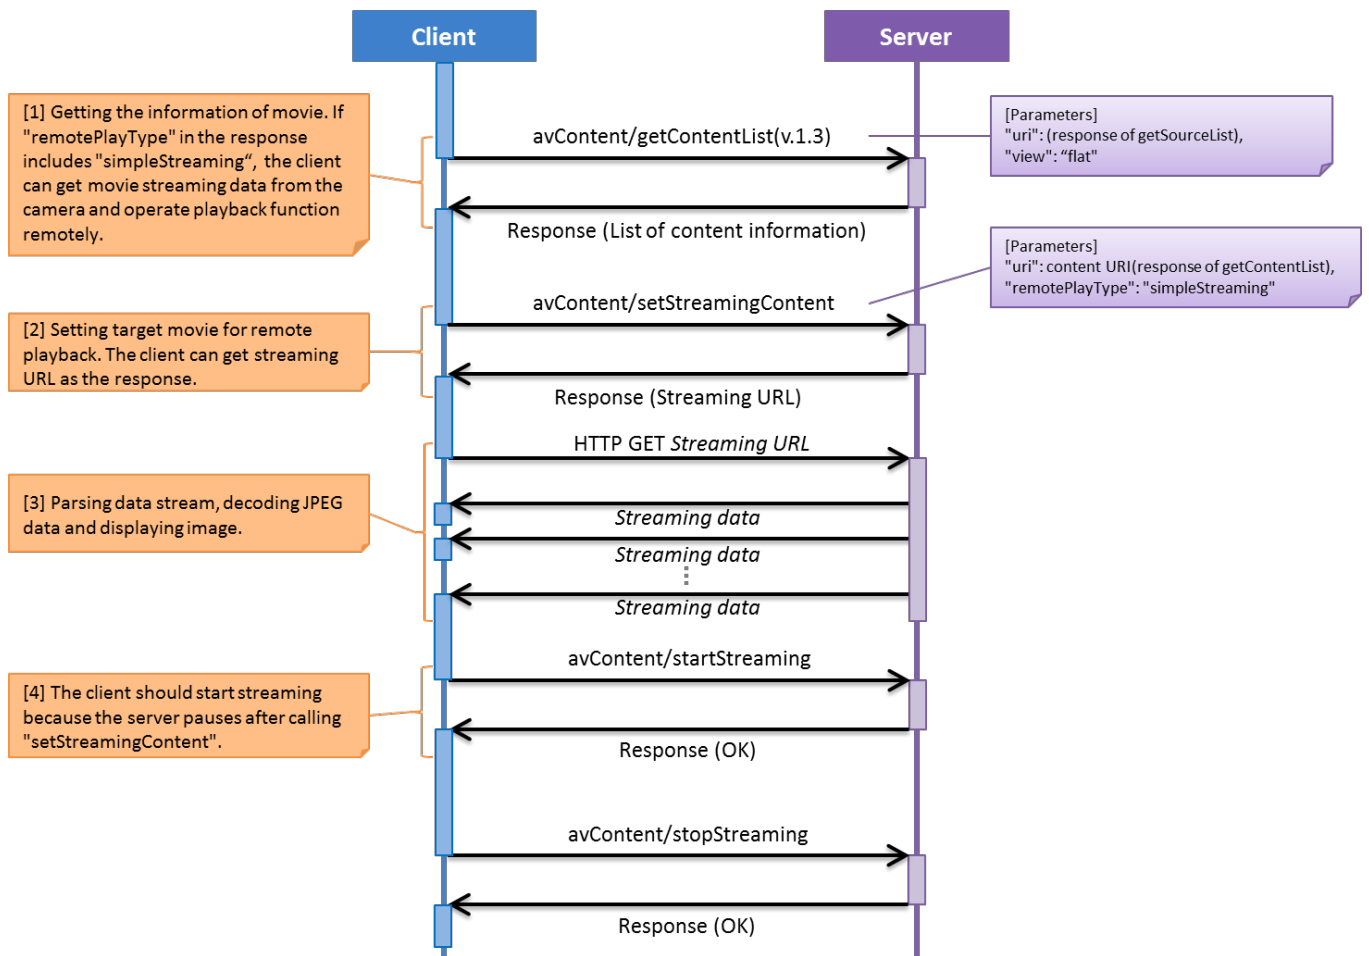 Client
Server
[1] Getting the information of movie. If
"remotePlayType" in the response
includes "simpleStreaming“, the client
can get movie streaming data from the
camera and operate playback function
remotely.
avContent/getContentList(v.1.3)
[Parameters]
"uri": (response of getSourceList),
"view": “flat"
Response (List of content information)
[Parameters]
"uri": content URI(response of getContentList),
"remotePlayType": "simpleStreaming"
avContent/setStreamingContent
[2] Setting target movie for remote
playback. The client can get streaming
URL as the response.
Response (Streaming URL)
HTTP GET Streaming URL
[3] Parsing data stream, decoding JPEG
data and displaying image.
Streaming data
Streaming data
Streaming data
avContent/startStreaming
[4] The client should start streaming
because the server pauses after calling
"setStreamingContent".
Response (OK)
avContent/stopStreaming
Response (OK)